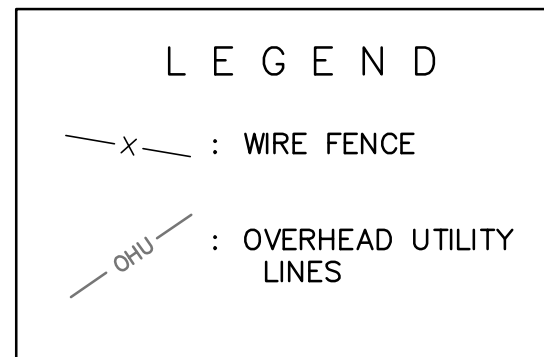 L E G E N D
X : WIRE FENCE
OHU : OVERHEAD UTILITY
LINES